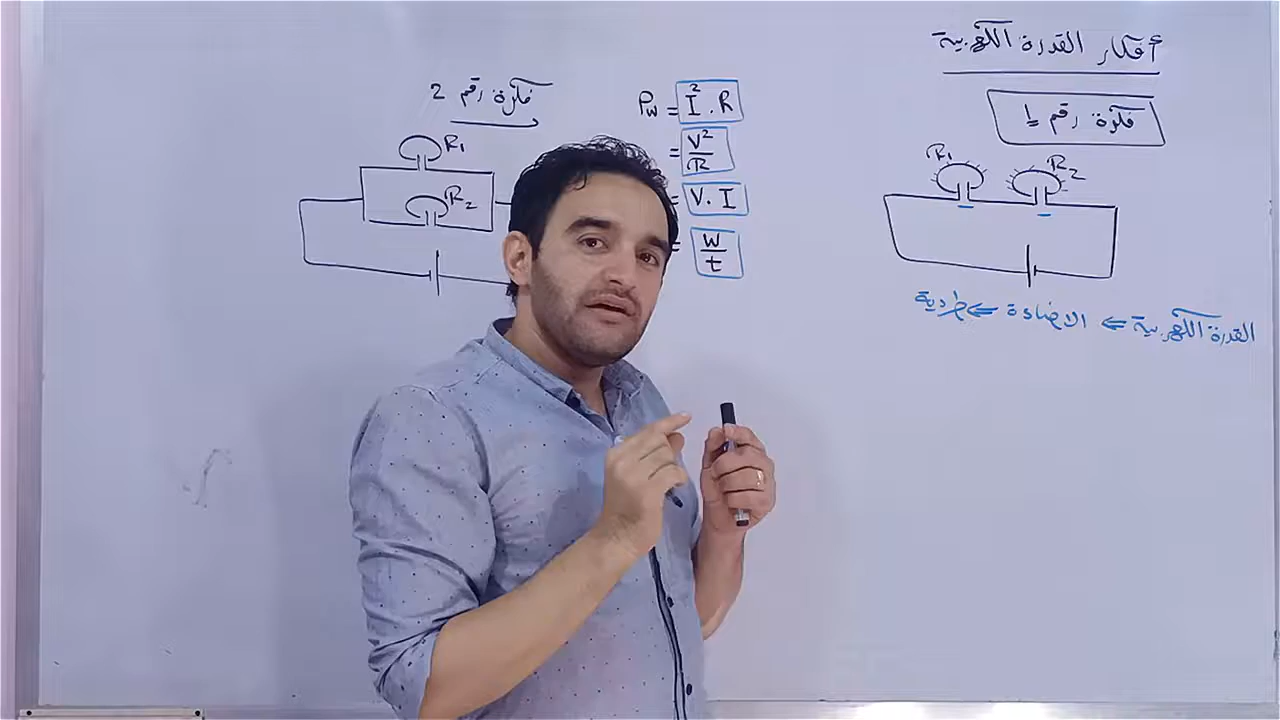 أفكار القدرة الكهربية
فكرة رقم 1
R1
R2
القدرة الكهربية ⇐ الاضاءة ⇐ طردية
Pw = I². R
= V²/R
= V. I
= W/t
فكرة رقم 2
R1
R2